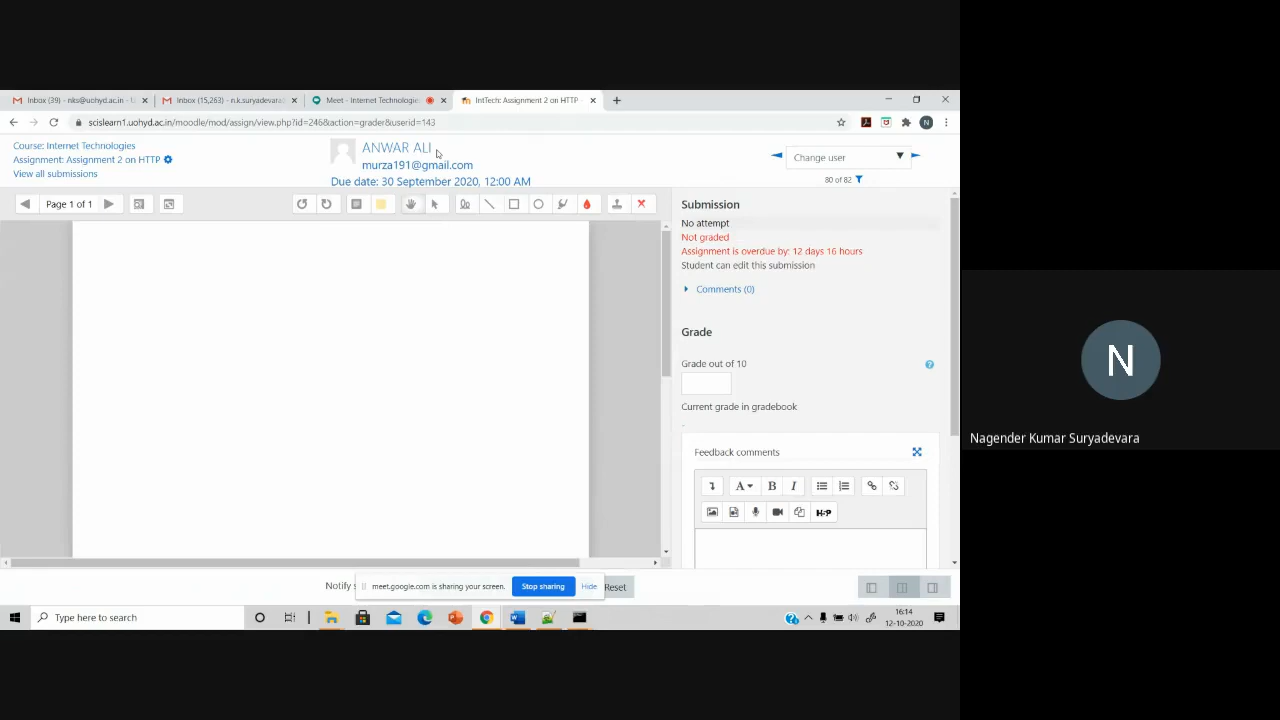 Inbox (39) - nks@uohyd.ac.in - 
Inbox (15,263) - n.k.suryadevara
Meet - Internet Technologies
IntTech: Assignment 2 on HTTP
scislearn1.uohyd.ac.in/moodle/mod/assign/view.php?id=246&action=grader&userid=143
N
Course: Internet Technologies
Assignment: Assignment 2 on HTTP
View all submissions
ANWAR ALI
murza191@gmail.com
Due date: 30 September 2020, 12:00 AM
Change user
80 of 82
Page 1 of 1
Submission
No attempt
Not graded
Assignment is overdue by: 12 days 16 hours
Student can edit this submission
Comments (0)
Grade
Grade out of 10
Current grade in gradebook
-
Feedback comments
A B I
H-P
Notify s
meet.google.com is sharing your screen.
Stop sharing
Hide
Reset
Type here to search
16:14
12-10-2020
N
Nagender Kumar Suryadevara